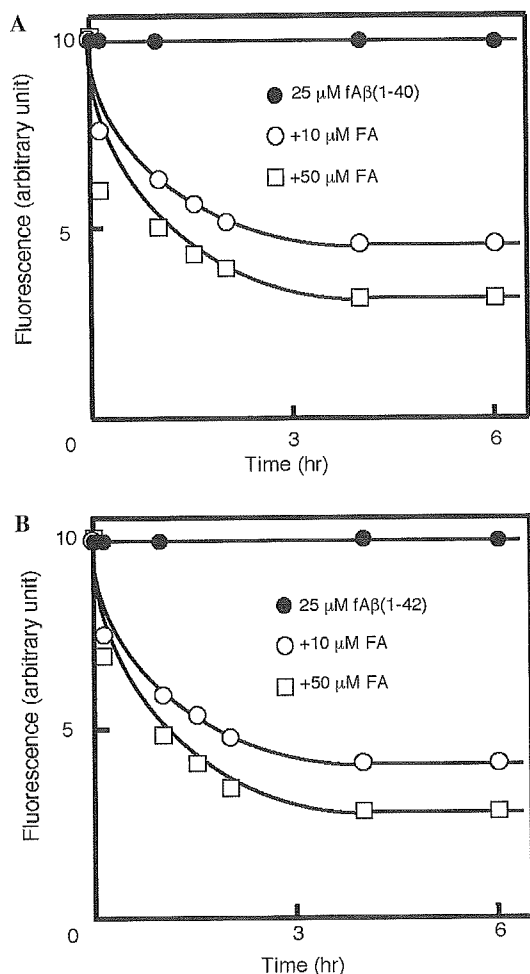 A
Fluorescence (arbitrary unit)
10
5
0
25 μM fAβ(1-40)
+10 μM FA
+50 μM FA
3
6
Time (hr)
B
Fluorescence (arbitrary unit)
10
5
0
25 μM fAβ(1-42)
+10 μM FA
+50 μM FA
3
6
Time (hr)